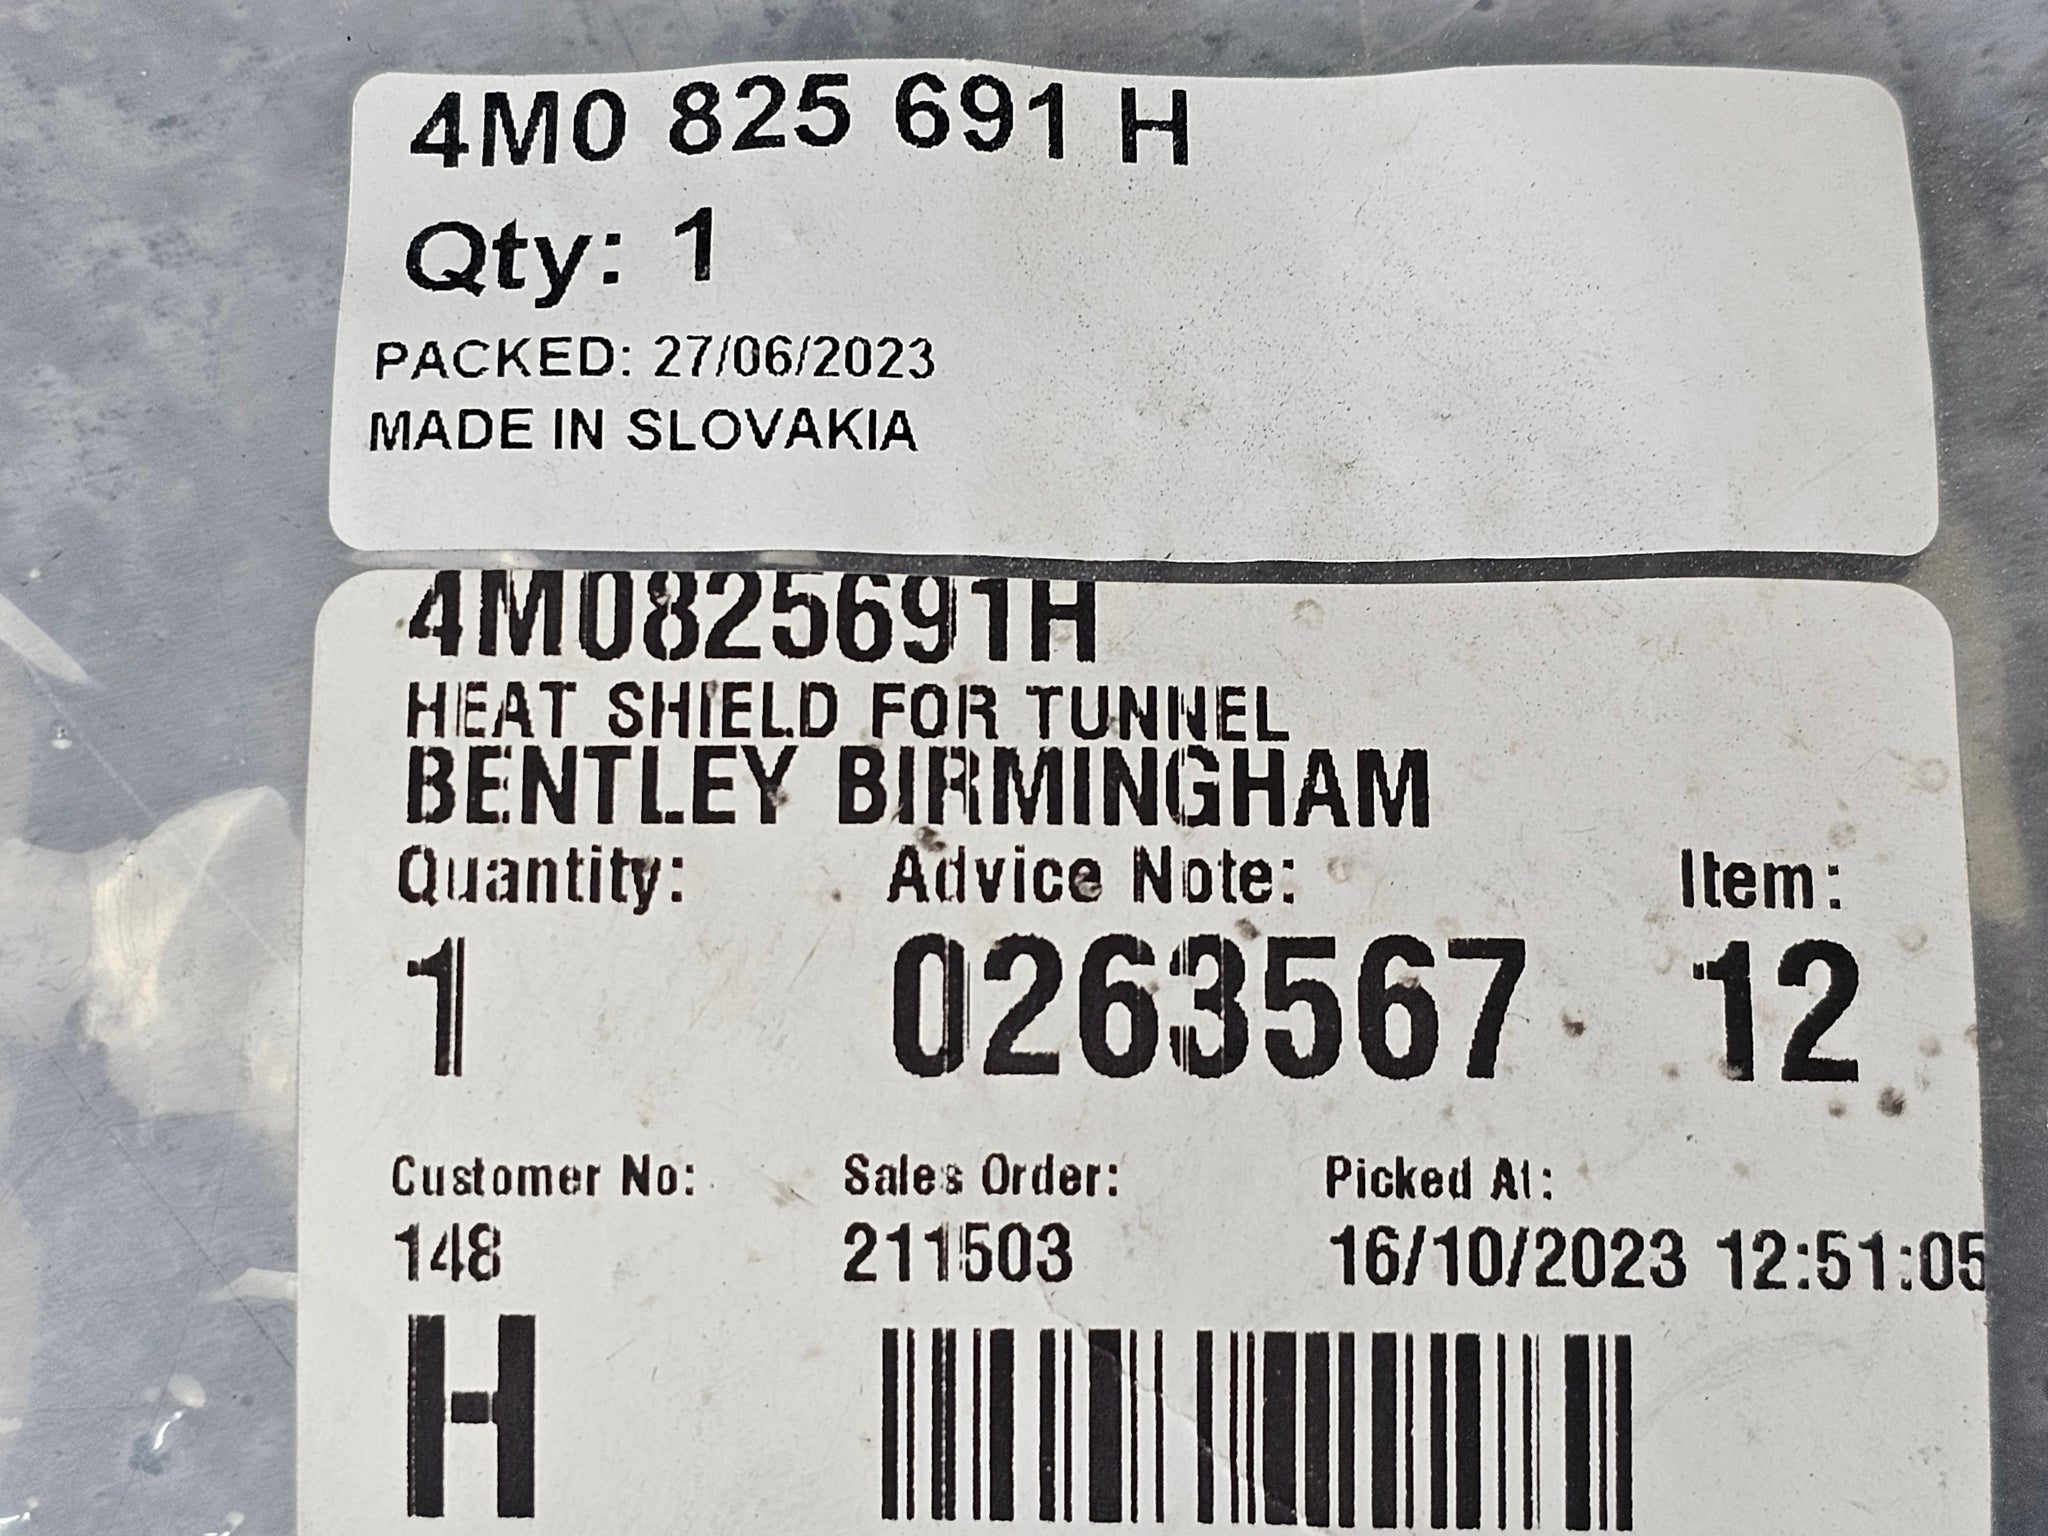 4M0 825 691 H
Qty: 1
PACKED: 27/06/2023
MADE IN SLOVAKIA
4M0825691H
HEAT SHIELD FOR TUNNEL
BENTLEY BIRMINGHAM
Quantity: Advice Note: Item:
1 0263567 12
Customer No: Sales Order: Picked At:
148 211503 16/10/2023 12:51:05
H